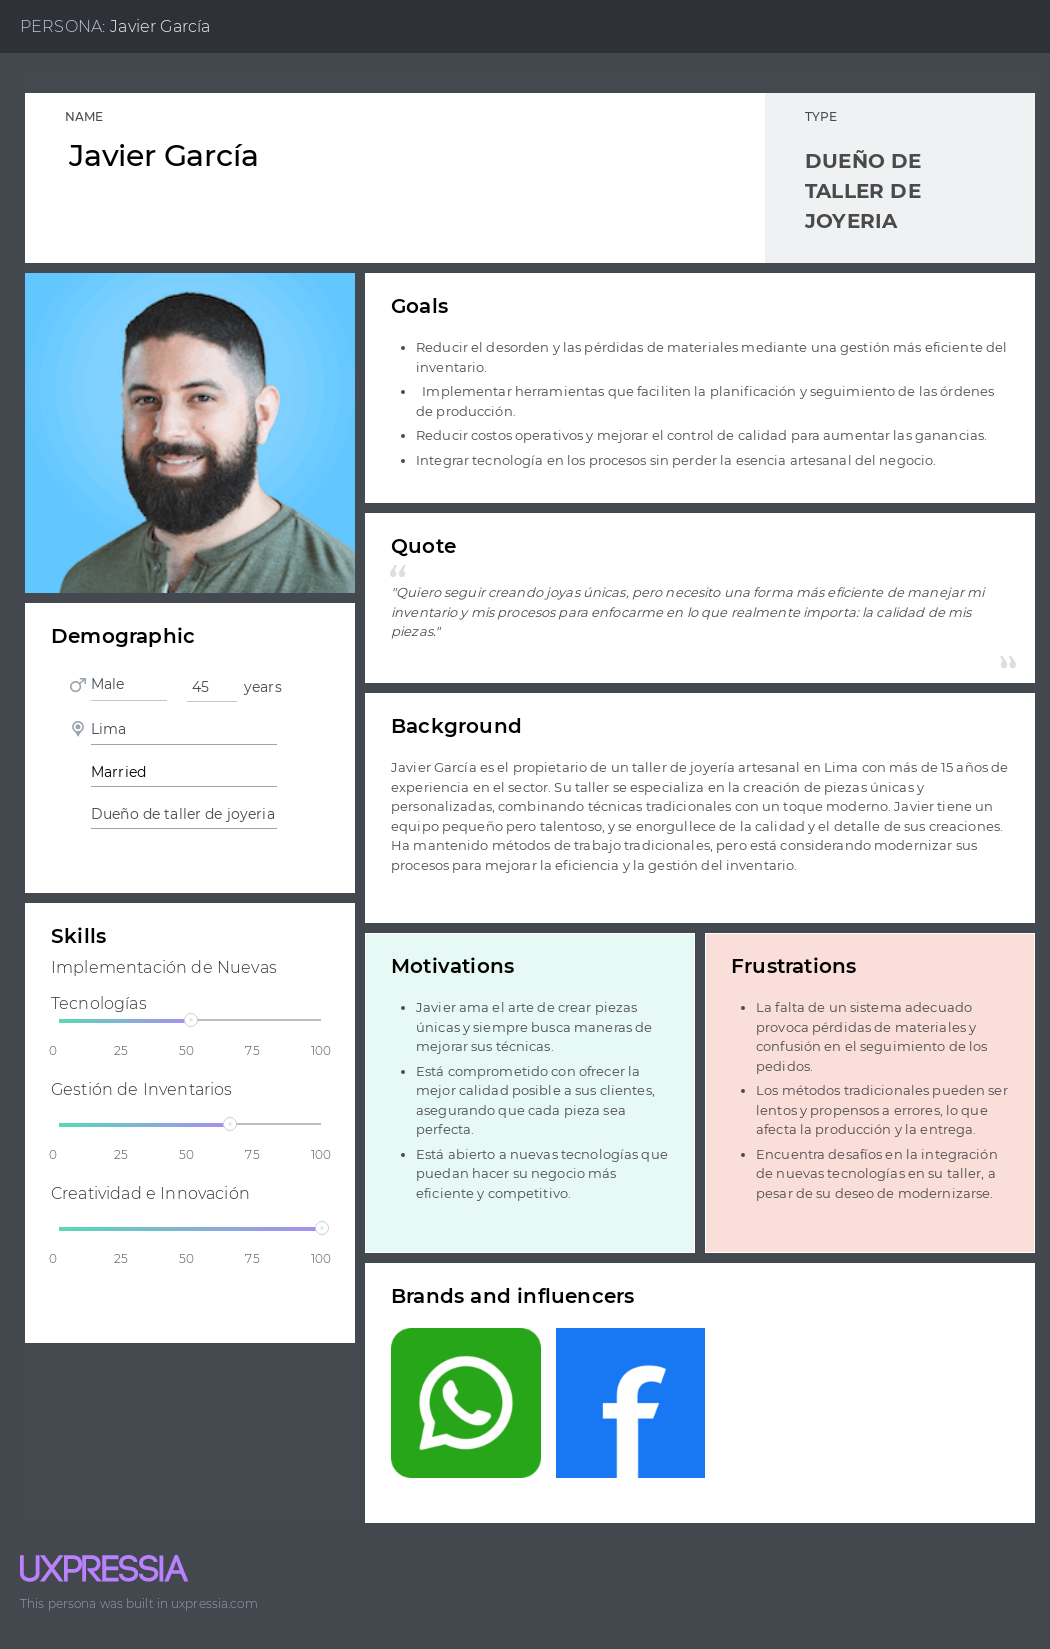 PERSONA: Javier García
NAME
Javier García
TYPE
DUEÑO DE
TALLER DE
JOYERIA
Goals
• Reducir el desorden y las pérdidas de materiales mediante una gestión más eficiente del
inventario.
• Implementar herramientas que faciliten la planificación y seguimiento de las órdenes
de producción.
• Reducir costos operativos y mejorar el control de calidad para aumentar las ganancias.
• Integrar tecnología en los procesos sin perder la esencia artesanal del negocio.
Quote
“
"Quiero seguir creando joyas únicas, pero necesito una forma más eficiente de manejar mi
inventario y mis procesos para enfocarme en lo que realmente importa: la calidad de mis
piezas."
”
Demographic
Male 45 years
Lima
Married
Dueño de taller de joyeria
Background
Javier García es el propietario de un taller de joyería artesanal en Lima con más de 15 años de
experiencia en el sector. Su taller se especializa en la creación de piezas únicas y
personalizadas, combinando técnicas tradicionales con un toque moderno. Javier tiene un
equipo pequeño pero talentoso, y se enorgullece de la calidad y el detalle de sus creaciones.
Ha mantenido métodos de trabajo tradicionales, pero está considerando modernizar sus
procesos para mejorar la eficiencia y la gestión del inventario.
Skills
Implementación de Nuevas
Tecnologías
0 25 50 75 100
Gestión de Inventarios
0 25 50 75 100
Creatividad e Innovación
0 25 50 75 100
Motivations
• Javier ama el arte de crear piezas
únicas y siempre busca maneras de
mejorar sus técnicas.
• Está comprometido con ofrecer la
mejor calidad posible a sus clientes,
asegurando que cada pieza sea
perfecta.
• Está abierto a nuevas tecnologías que
puedan hacer su negocio más
eficiente y competitivo.
Frustrations
• La falta de un sistema adecuado
provoca pérdidas de materiales y
confusión en el seguimiento de los
pedidos.
• Los métodos tradicionales pueden ser
lentos y propensos a errores, lo que
afecta la producción y la entrega.
• Encuentra desafíos en la integración
de nuevas tecnologías en su taller, a
pesar de su deseo de modernizarse.
Brands and influencers
UXPRESSIA
This persona was built in uxpressia.com